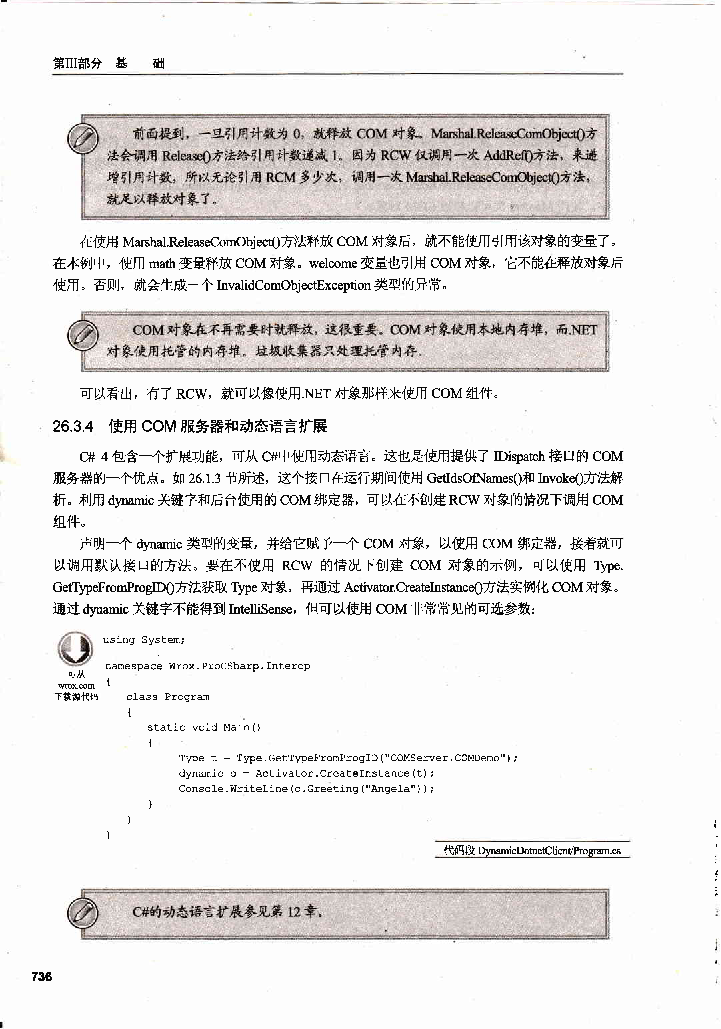 第III部分 基 础
前面提到，一旦引用计数为 0，就释放 COM 对象。Marshal.ReleaseComObject()方
法会调用 Release()方法给引用计数递减 1。因为 RCW 仅调用一次 AddRef()方法，来递
增引用计数，所以无论引用 RCM 多少次，调用一次 Marshal.ReleaseComObject()方法，
就足以释放对象了。
在使用 Marshal.ReleaseComObject()方法释放 COM 对象后，就不能使用引用该对象的变量了。
在本例中，使用 math 变量释放 COM 对象。welcome 变量也引用 COM 对象，它不能在释放对象后
使用。否则，就会生成一个 InvalidComObjectException 类型的异常。
COM 对象在不再需要时就释放，这很重要。COM 对象使用本地内存堆，而.NET
对象使用托管的内存堆。垃圾收集器只处理托管内存.
可以看出，有了 RCW，就可以像使用.NET 对象那样来使用 COM 组件。
26.3.4 使用 COM 服务器和动态语言扩展
C# 4 包含一个扩展功能，可从 C#中使用动态语言。这也是使用提供了 IDispatch 接口的 COM
服务器的一个优点。如 26.1.3 节所述，这个接口在运行期间使用 GetIdsOfNames()和 Invoke()方法解
析。利用 dynamic 关键字和后台使用的 COM 绑定器，可以在不创建 RCW 对象的情况下调用 COM
组件。
声明一个 dynamic 类型的变量，并给它赋予一个 COM 对象，以使用 COM 绑定器，接着就可
以调用默认接口的方法。要在不使用 RCW 的情况下创建 COM 对象的示例，可以使用 Type.
GetTypeFromProgID()方法获取 Type 对象，再通过 Activator.CreateInstance()方法实例化 COM 对象。
通过 dynamic 关键字不能得到 IntelliSense，但可以使用 COM 非常常见的可选参数：
可从
wrox.com
下载源代码
using System;
namespace Wrox.ProCSharp.Interop
{
class Program
{
static void Main()
{
Type t = Type.GetTypeFromProgID("COMServer.COMDemo");
dynamic o = Activator.CreateInstance(t);
Console.WriteLine(o.Greeting("Angela"));
}
}
}
代码段 DynamicDotnetClient/Program.cs
C#的动态语言扩展参见第 12 章。
736